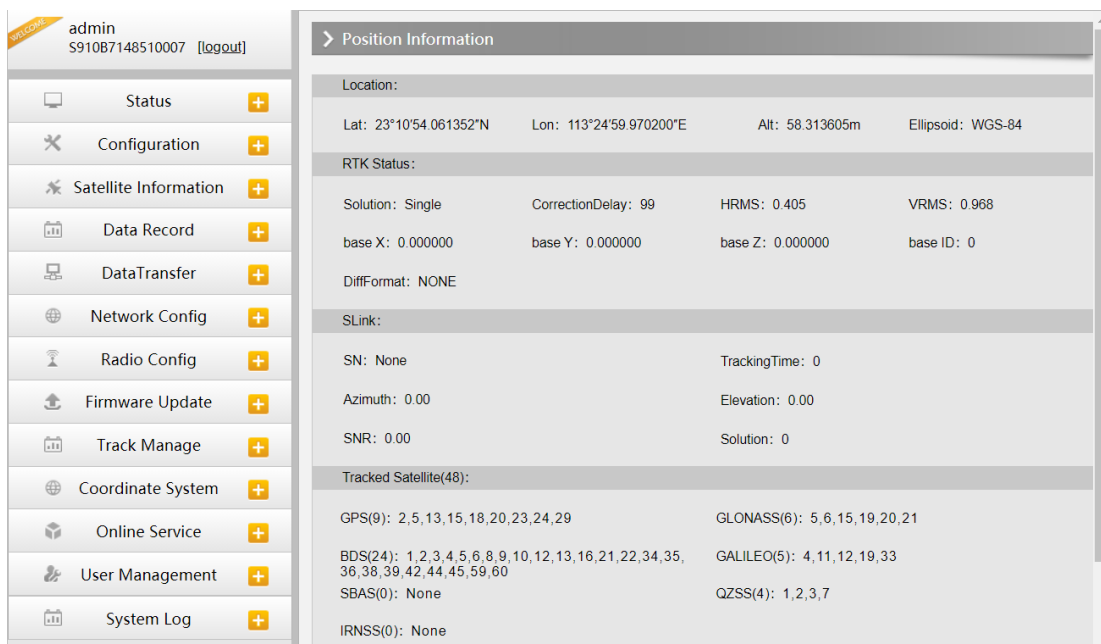 WELCOME
admin
S910B7148510007 [logout]
Status
Configuration
Satellite Information
Data Record
DataTransfer
Network Config
Radio Config
Firmware Update
Track Manage
Coordinate System
Online Service
User Management
System Log
Position Information
Location:
Lat: 23°10'54.061352"N Lon: 113°24'59.970200"E Alt: 58.313605m Ellipsoid: WGS-84
RTK Status:
Solution: Single CorrectionDelay: 99 HRMS: 0.405 VRMS: 0.968
base X: 0.000000 base Y: 0.000000 base Z: 0.000000 base ID: 0
DiffFormat: NONE
SLink:
SN: None TrackingTime: 0
Azimuth: 0.00 Elevation: 0.00
SNR: 0.00 Solution: 0
Tracked Satellite(48):
GPS(9): 2,5,13,15,18,20,23,24,29 GLONASS(6): 5,6,15,19,20,21
BDS(24): 1,2,3,4,5,6,8,9,10,12,13,16,21,22,34,35, GALILEO(5): 4,11,12,19,33
36,38,39,42,44,45,59,60
SBAS(0): None QZSS(4): 1,2,3,7
IRNSS(0): None